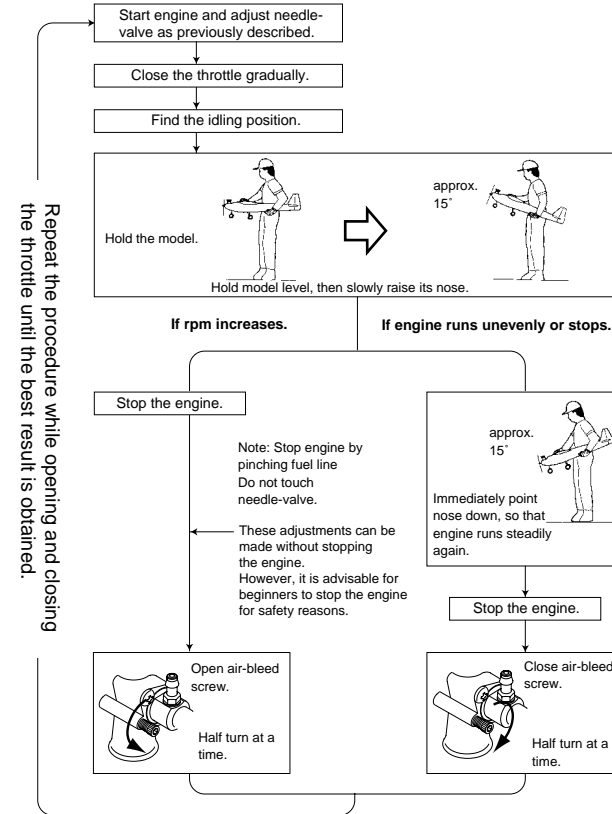 Start engine and adjust needle-
valve as previously described.
Close the throttle gradually.
Find the idling position.
Hold the model.
approx.
15˚
Hold model level, then slowly raise its nose.
If rpm increases.
If engine runs unevenly or stops.
Stop the engine.
Note: Stop engine by
pinching fuel line
Do not touch
needle-valve.
These adjustments can be
made without stopping
the engine.
However, it is advisable for
beginners to stop the engine
for safety reasons.
approx.
15˚
Immediately point
nose down, so that
engine runs steadily
again.
Stop the engine.
Open air-bleed
screw.
Half turn at a
time.
Close air-bleed
screw.
Half turn at a
time.
Repeat the procedure while opening and closing
the throttle until the best result is obtained.